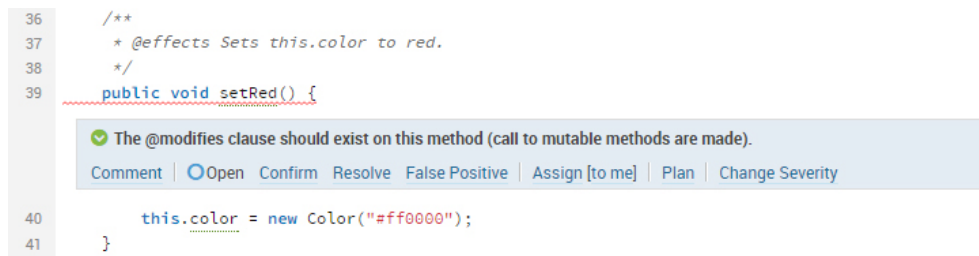 36 /**
37 * @effects Sets this.color to red.
38 */
39 public void setRed() {
The @modifies clause should exist on this method (call to mutable methods are made).
Comment Open Confirm Resolve False Positive Assign [to me] Plan Change Severity
40 this.color = new Color("#ff0000");
41 }